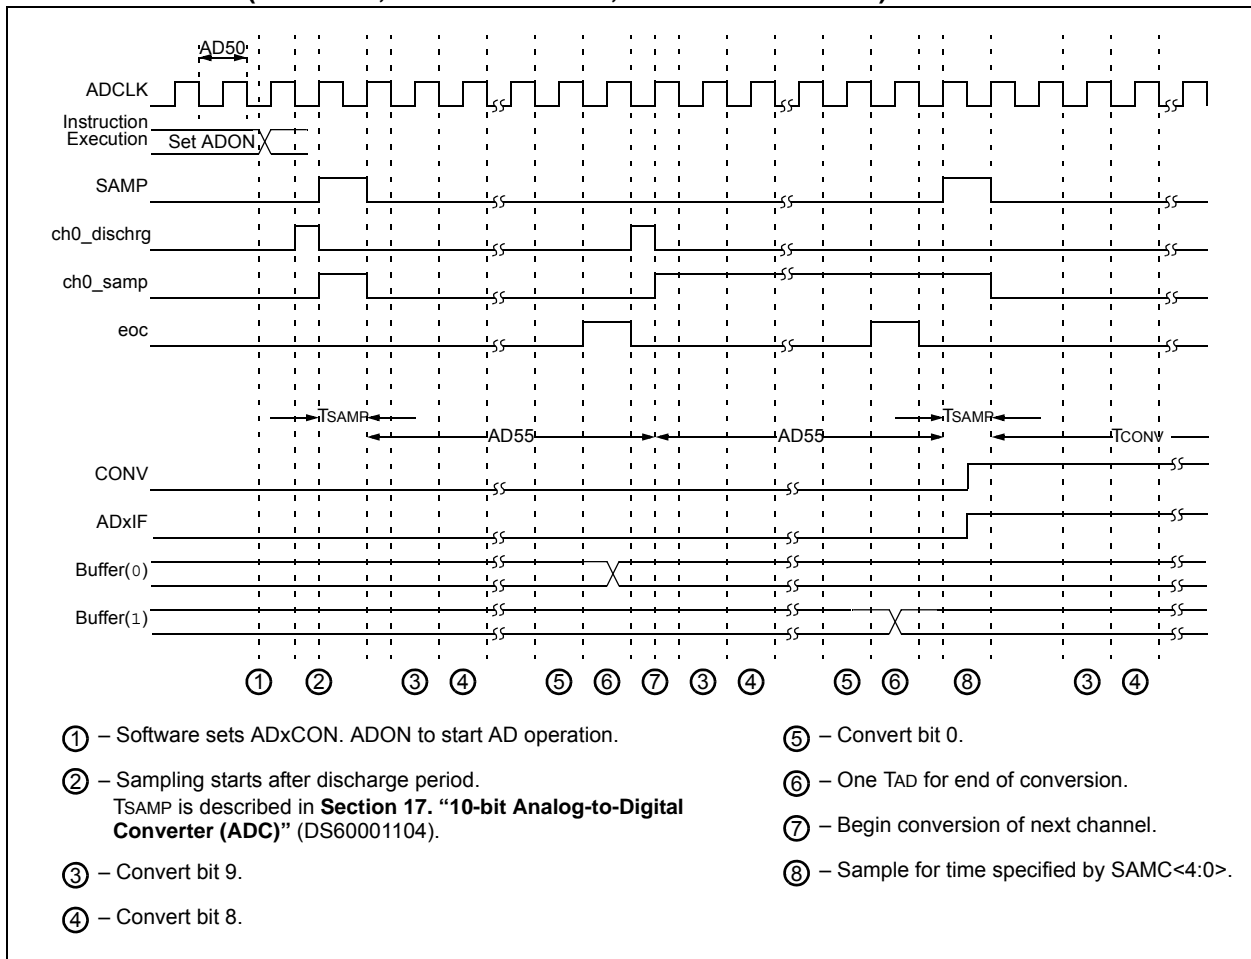 AD50
ADCLK
Instruction
Execution
Set ADON
SAMP
ch0_dischrg
ch0_samp
eoc
TSAMP
TSAMP
AD55
AD55
TCONV
CONV
ADxIF
Buffer(0)
Buffer(1)
1 2 3 4 5 6 7 3 4 5 6 8 3 4
1 – Software sets ADxCON. ADON to start AD operation.
2 – Sampling starts after discharge period.
TSAMP is described in Section 17. “10-bit Analog-to-Digital
Converter (ADC)” (DS60001104).
3 – Convert bit 9.
4 – Convert bit 8.
5 – Convert bit 0.
6 – One TAD for end of conversion.
7 – Begin conversion of next channel.
8 – Sample for time specified by SAMC<4:0>.